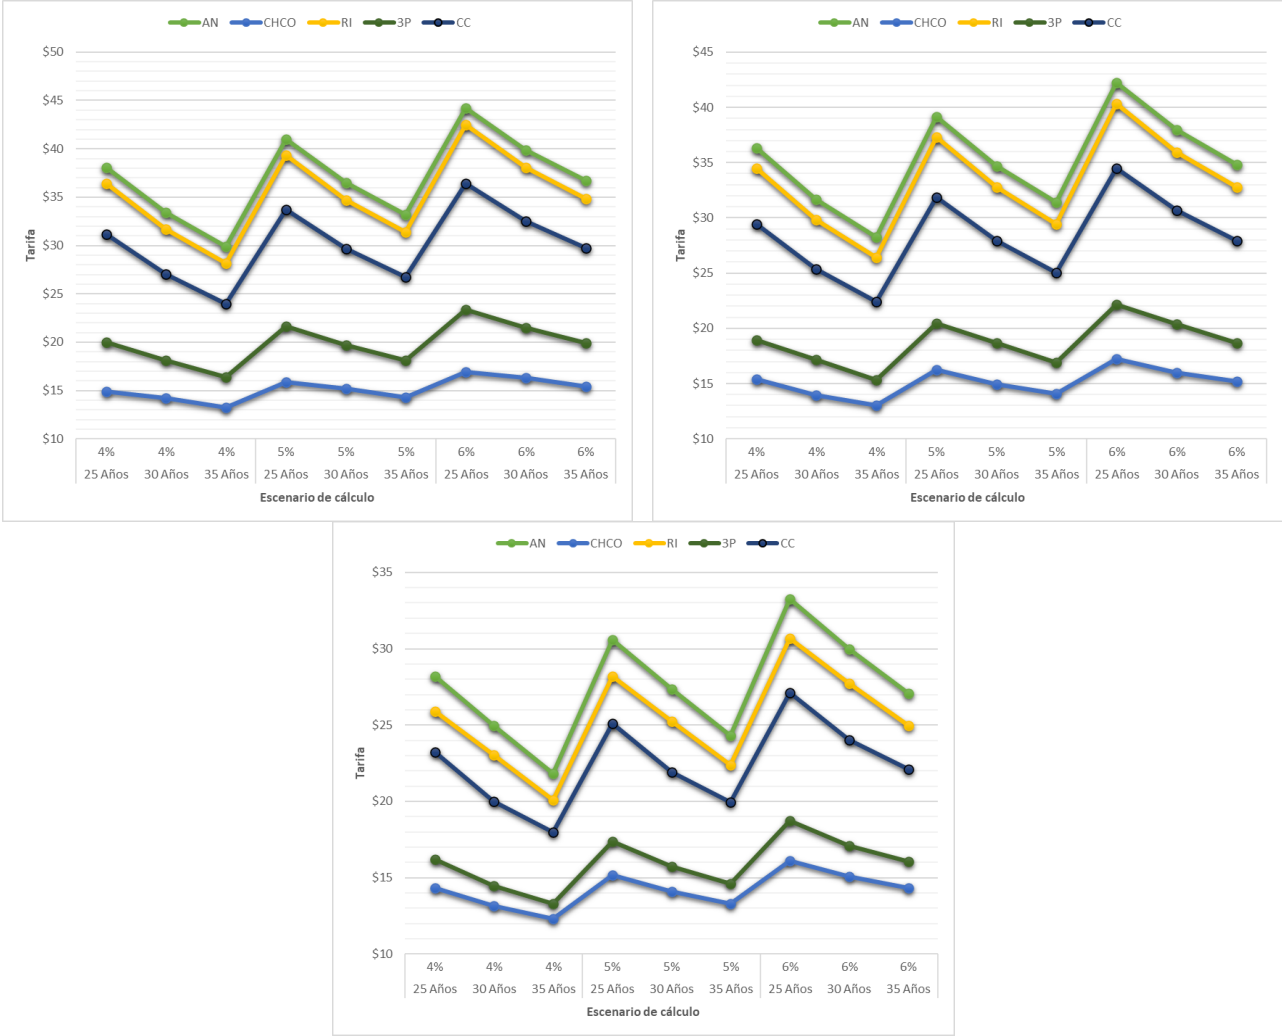 AN CHCO RI 3P CC
$50
$45
$40
$35
$30
$25
$20
$15
$10
Tarifa
4% 4% 4% 5% 5% 5% 6% 6% 6%
25 Años 30 Años 35 Años 25 Años 30 Años 35 Años 25 Años 30 Años 35 Años
Escenario de cálculo
AN CHCO RI 3P CC
$45
$40
$35
$30
$25
$20
$15
$10
Tarifa
4% 4% 4% 5% 5% 5% 6% 6% 6%
25 Años 30 Años 35 Años 25 Años 30 Años 35 Años 25 Años 30 Años 35 Años
Escenario de cálculo
AN CHCO RI 3P CC
$35
$30
$25
$20
$15
$10
Tarifa
4% 4% 4% 5% 5% 5% 6% 6% 6%
25 Años 30 Años 35 Años 25 Años 30 Años 35 Años 25 Años 30 Años 35 Años
Escenario de cálculo